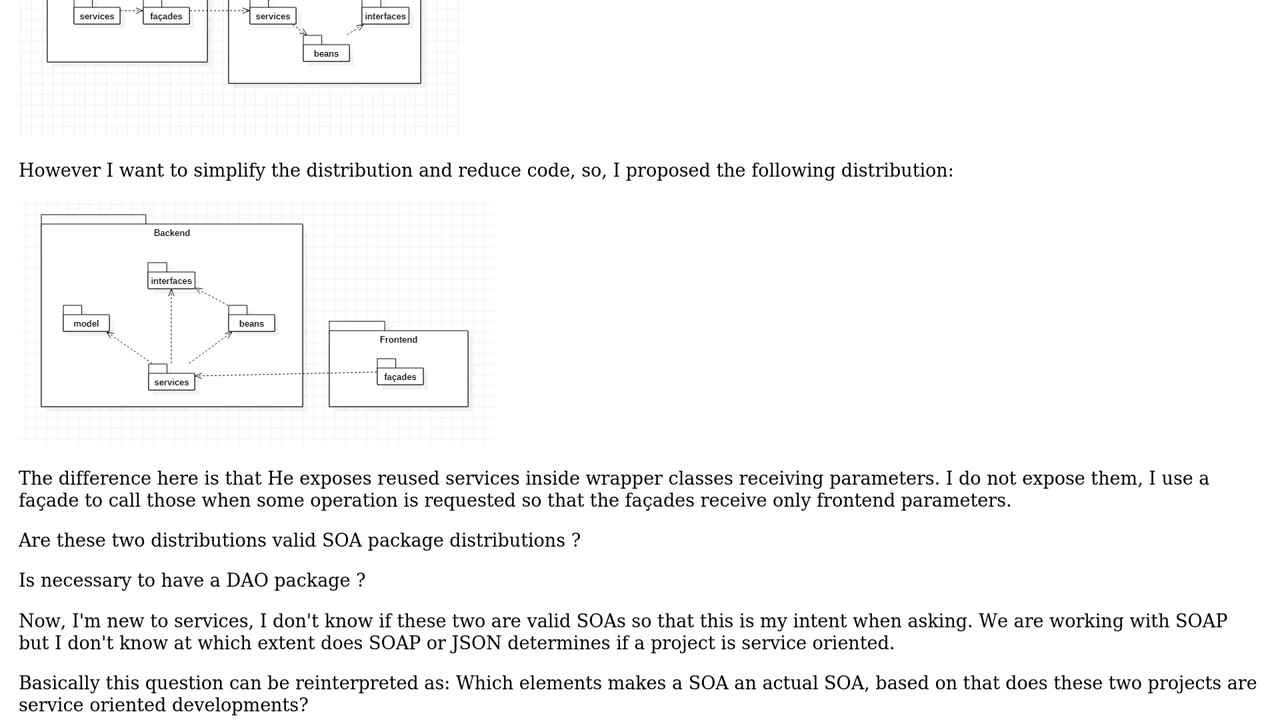 services façades services interfaces
beans
However I want to simplify the distribution and reduce code, so, I proposed the following distribution:
Backend
interfaces
model beans
Frontend
services façades
The difference here is that He exposes reused services inside wrapper classes receiving parameters. I do not expose them, I use a
façade to call those when some operation is requested so that the façades receive only frontend parameters.
Are these two distributions valid SOA package distributions ?
Is necessary to have a DAO package ?
Now, I'm new to services, I don't know if these two are valid SOAs so that this is my intent when asking. We are working with SOAP
but I don't know at which extent does SOAP or JSON determines if a project is service oriented.
Basically this question can be reinterpreted as: Which elements makes a SOA an actual SOA, based on that does these two projects are
service oriented developments?